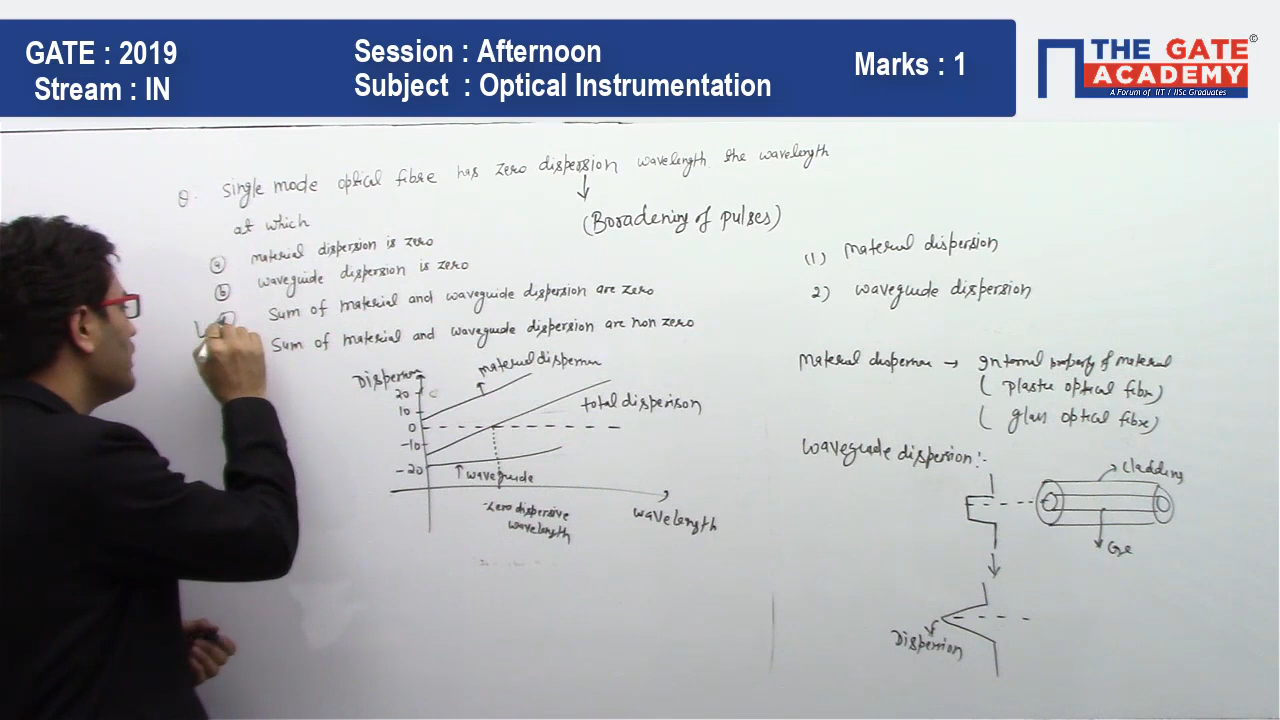 GATE : 2019
Stream : IN
Session : Afternoon
Subject : Optical Instrumentation
Marks : 1
THE GATE ©
ACADEMY
A Forum of IIT / IISc Graduates
Q. Single mode optical fibre has zero dispersion wavelength. the wavelength
at which
(Boradening of pulses)
(a) material dispersion is zero
(b) waveguide dispersion is zero
Sum of material and waveguide dispersion are zero
Sum of material and waveguide dispersion are non zero
(1) material dispersion
2) waveguide dispersion
Dispersion
20
10
0
-10
-20
material dispersion
total disperison
waveguide
zero dispersive
wavelength
wavelength
Material dispersion → internal property of material
( plastic optical fibre)
( glass optical fibre)
waveguide dispersion:-
cladding
Dispersion